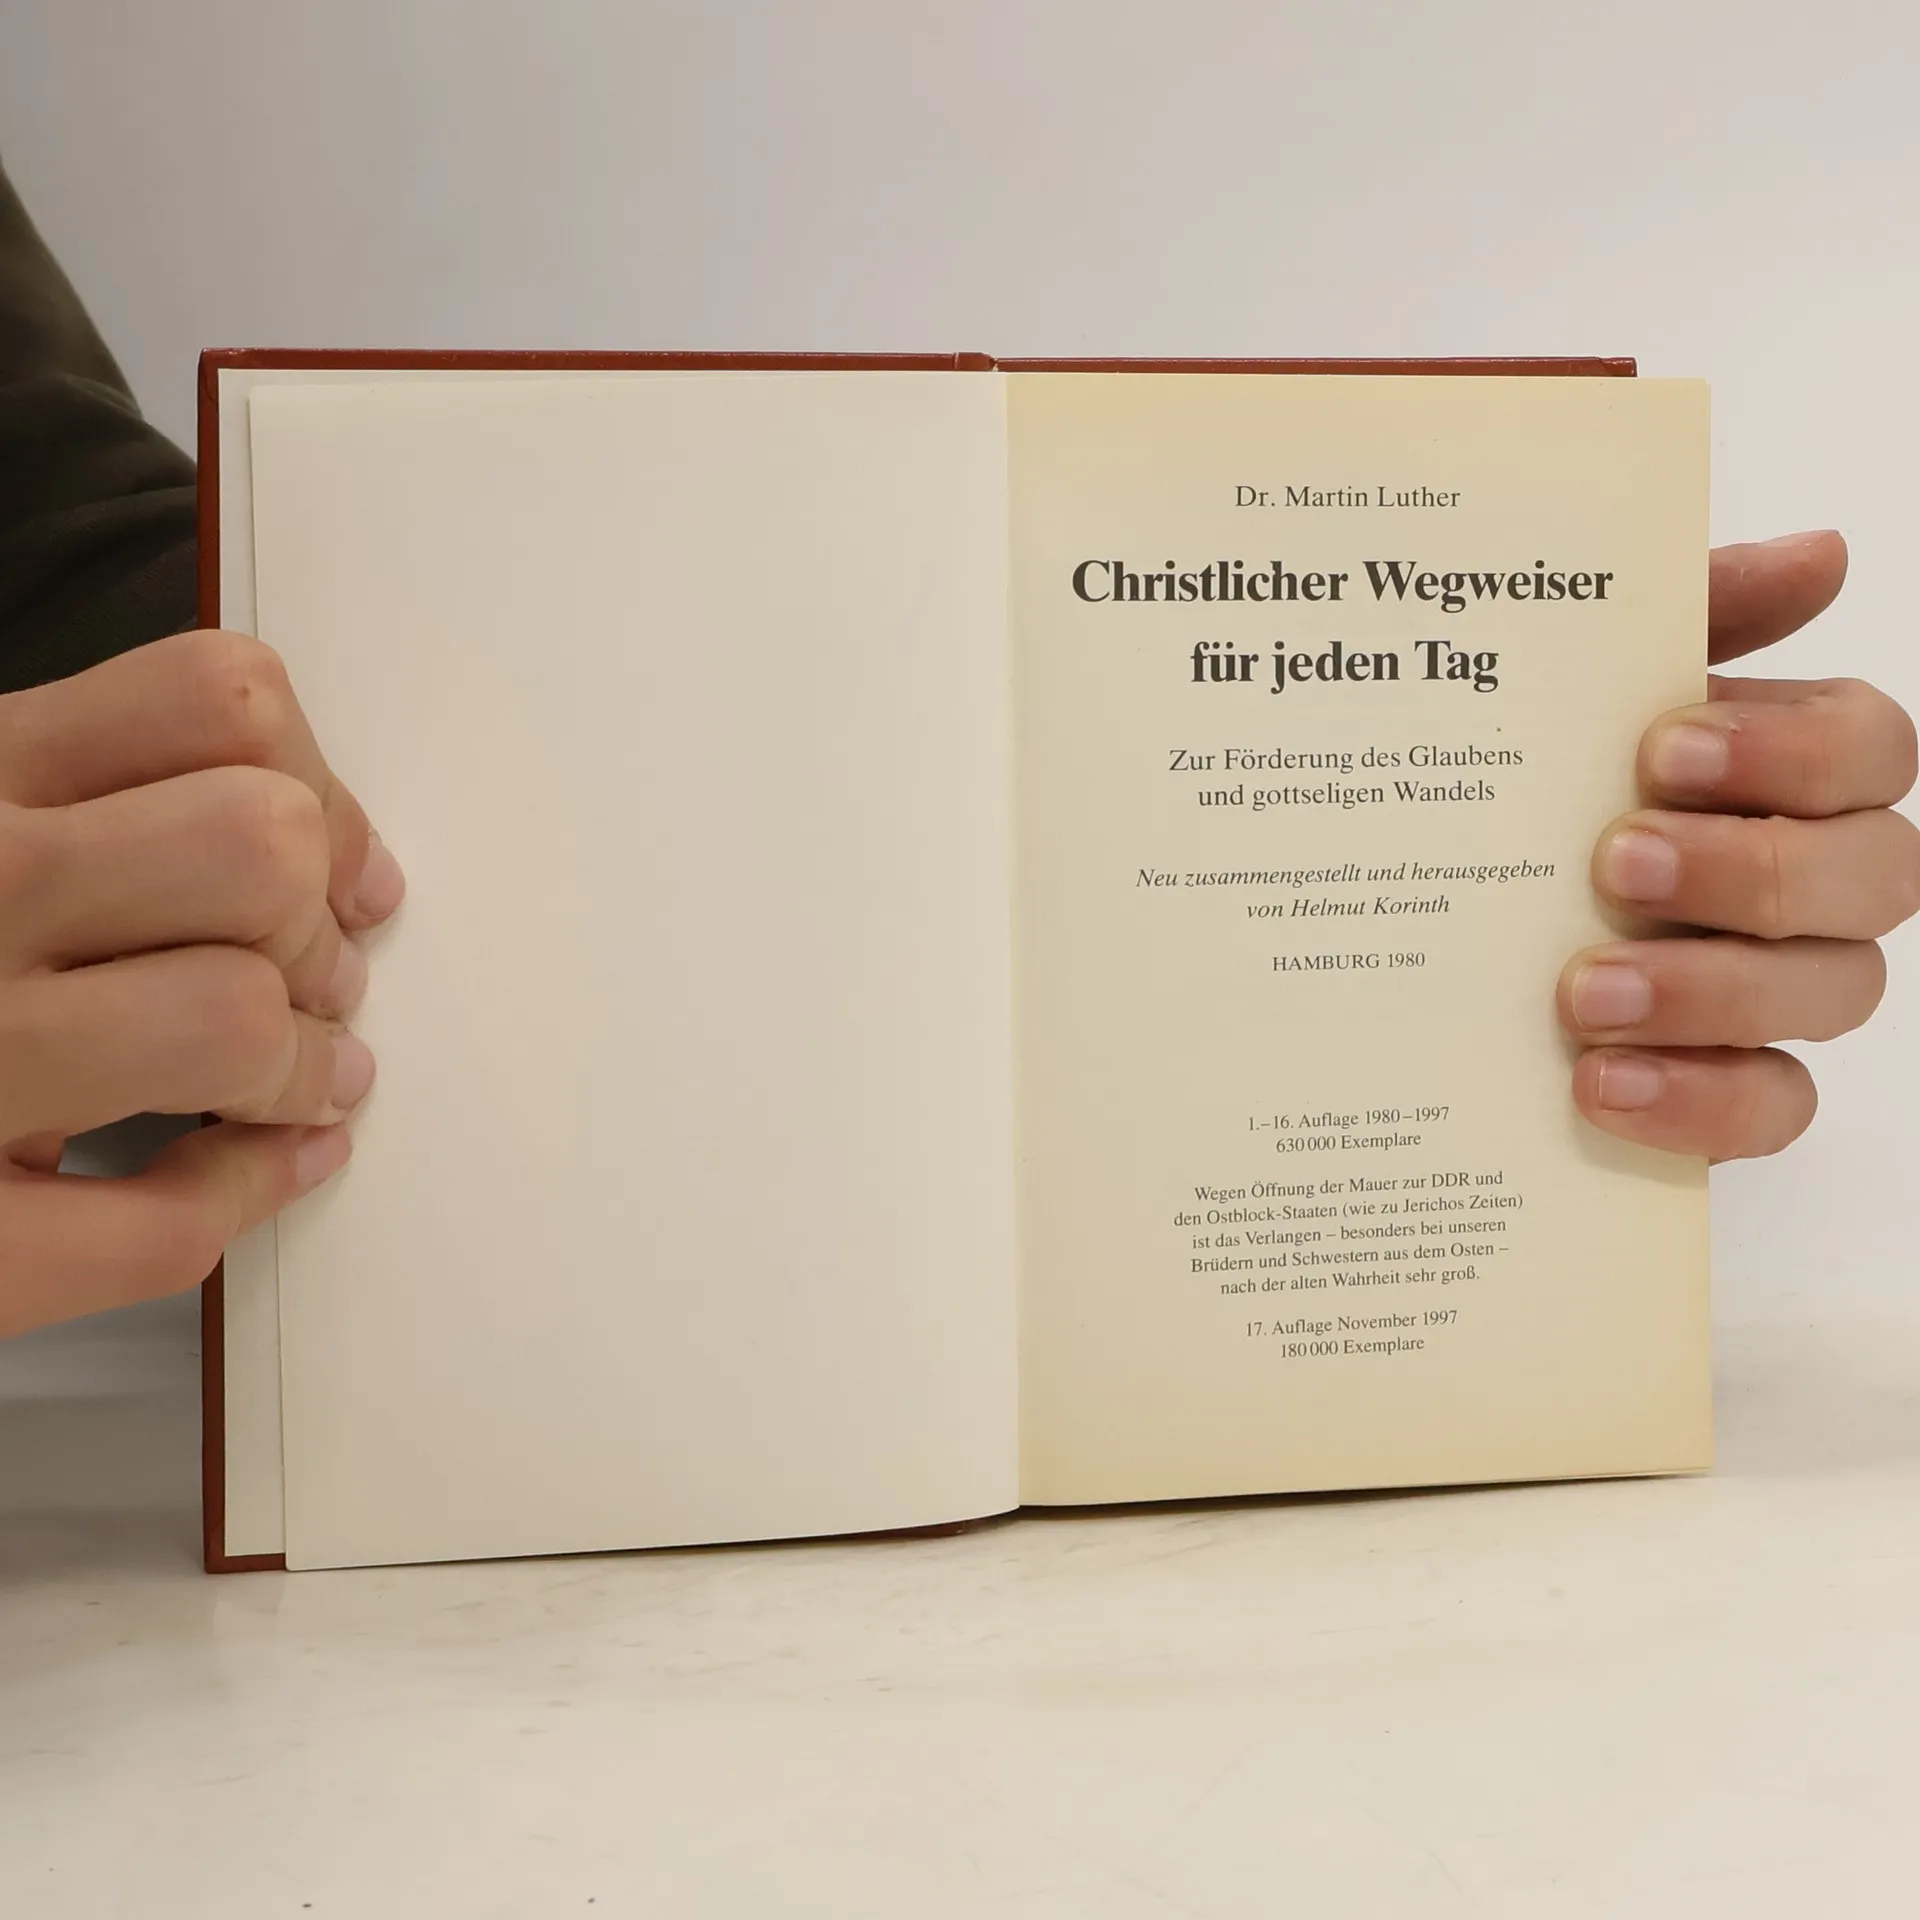 Dr. Martin Luther
Christlicher Wegweiser
für jeden Tag
Zur Förderung des Glaubens
und gottseligen Wandels
Neu zusammengestellt und herausgegeben
von Helmut Korinth
HAMBURG 1980
1.–16. Auflage 1980–1997
630 000 Exemplare
Wegen Öffnung der Mauer zur DDR und
den Ostblock-Staaten (wie zu Jerichos Zeiten)
ist das Verlangen – besonders bei unseren
Brüdern und Schwestern aus dem Osten –
nach der alten Wahrheit sehr groß.
17. Auflage November 1997
180 000 Exemplare